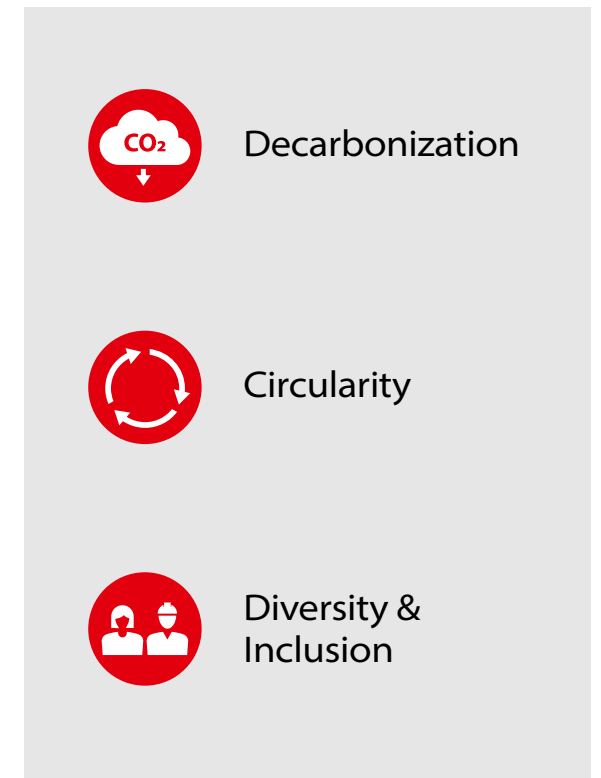 CO₂
Decarbonization
Circularity
Diversity &
Inclusion